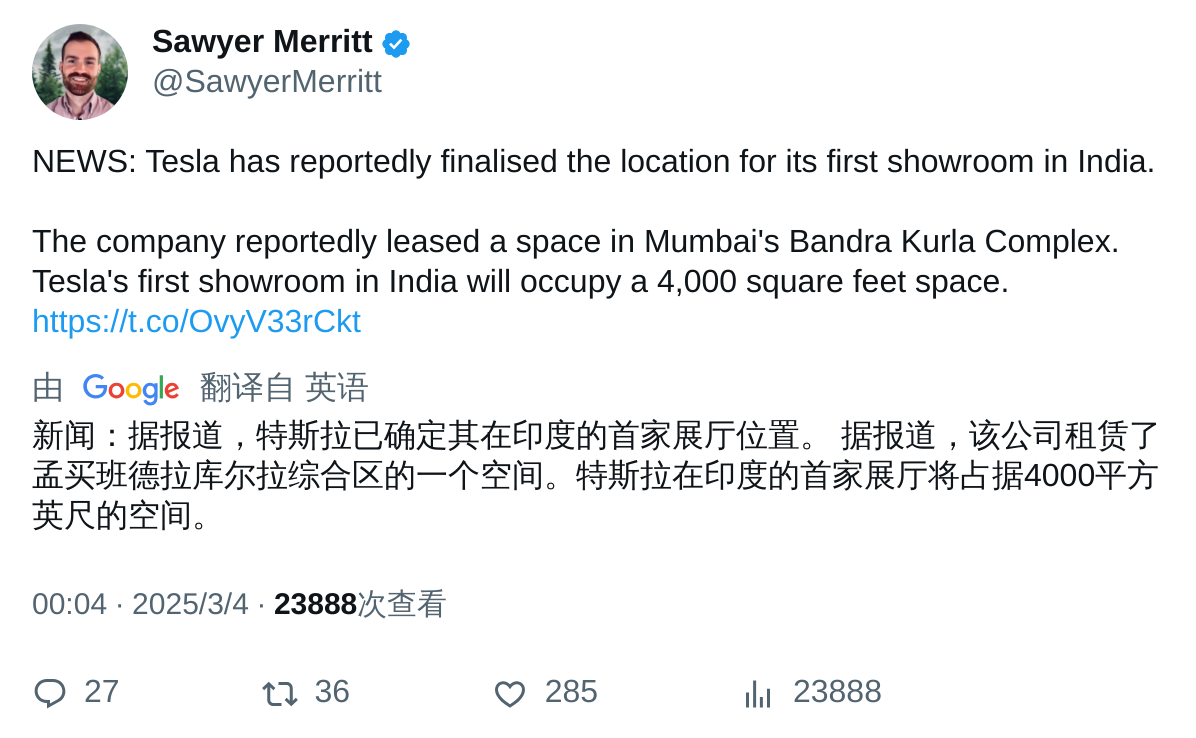 Sawyer Merritt
@SawyerMerritt
NEWS: Tesla has reportedly finalised the location for its first showroom in India.
The company reportedly leased a space in Mumbai's Bandra Kurla Complex.
Tesla's first showroom in India will occupy a 4,000 square feet space.
https://t.co/OvyV33rCkt
由 Google 翻译自 英语
新闻：据报道，特斯拉已确定其在印度的首家展厅位置。 据报道，该公司租赁了
孟买班德拉库尔拉综合区的一个空间。特斯拉在印度的首家展厅将占据4000平方
英尺的空间。
00:04 · 2025/3/4 · 23888次查看
27 36 285 23888